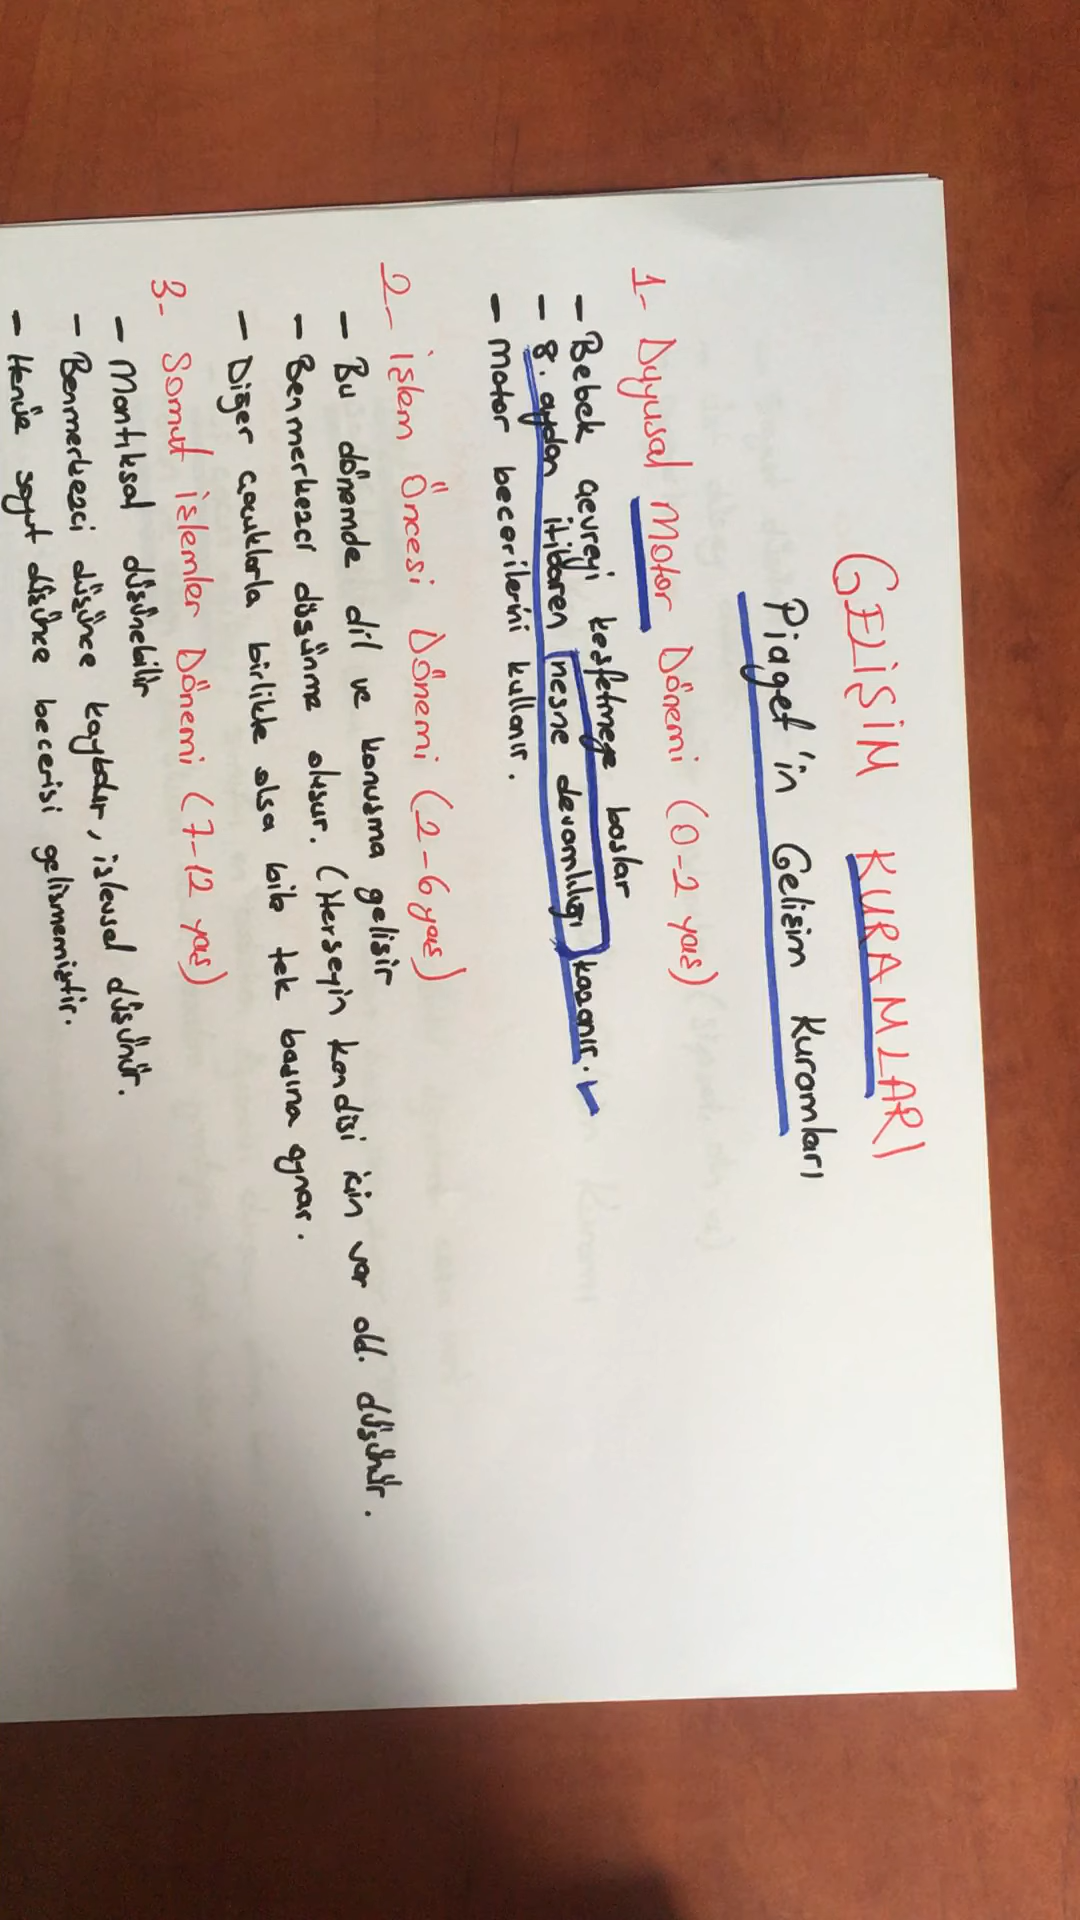 GELİŞİM KURAMLARI
Piaget'in Gelişim Kuramları
1- Duyusal Motor Dönemi (0-2 yaş)
- Bebek çevreyi keşfetmeye başlar
- 8. aydan itibaren nesne devamlılığı kazanır.
- Motor becerilerini kullanır.
2- İşlem Öncesi Dönemi (2-6 yaş)
- Bu dönemde dil ve konuşma gelişir
- Benmerkezci düşünme oluşur. (Herşeyin kendisi için var old. düşünür.
- Diğer çocuklarla birlikte olsa bile tek başına oynar.
3- Somut işlemler Dönemi (7-12 yaş)
- Mantıksal düşünebilir
- Benmerkezci düşünce kaybolur, işlevsel düşünür.
- Henüz soyut düşünce becerisi gelişmemiştir.